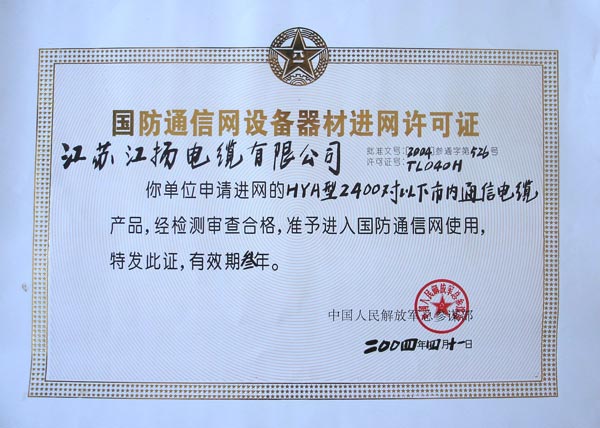 国防通信网设备器材进网许可证
江苏江扬电缆有限公司
批准文号:[2004]参通字第526号
许可证号:TL040H
你单位申请进网的HYA型2400对以下市内通信电缆
产品,经检测审查合格,准予进入国防通信网使用,
特发此证,有效期叁年。
中国人民解放军总参谋部
二00四年四月十一日